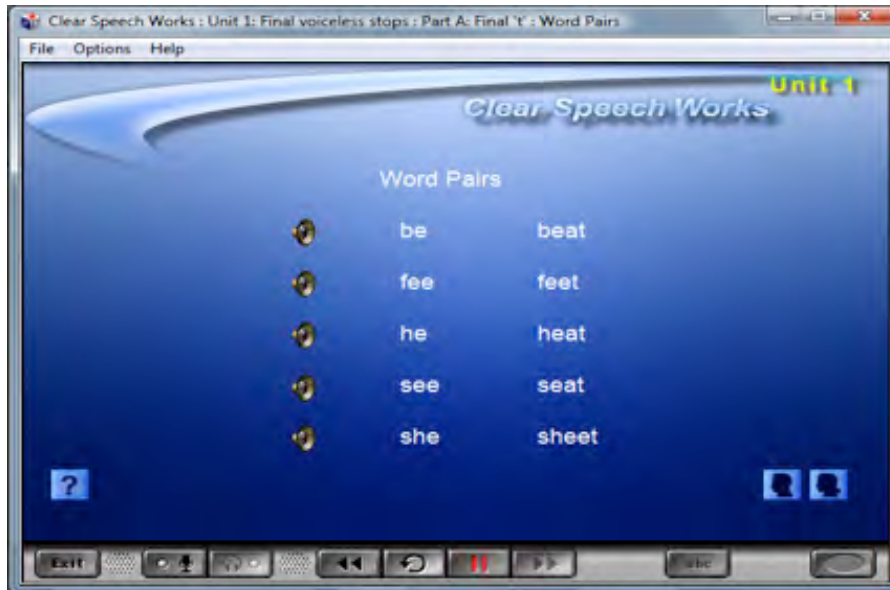 Clear Speech Works : Unit 1: Final voiceless stops : Part A: Final 't' : Word Pairs
File Options Help
Unit 1
Clear Speech Works
Word Pairs
be beat
fee feet
he heat
see seat
she sheet
?
Exit
abc